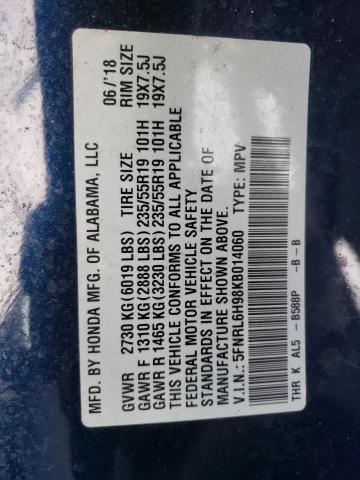 MFD. BY HONDA MFG. OF ALABAMA, LLC 06/'18
GVWR 2730 KG(6019 LBS) TIRE SIZE RIM SIZE
GAWR F 1310 KG(2888 LBS) 235/55R19 101H 19X7.5J
GAWR R 1465 KG(3230 LBS) 235/55R19 101H 19X7.5J
THIS VEHICLE CONFORMS TO ALL APPLICABLE
FEDERAL MOTOR VEHICLE SAFETY
STANDARDS IN EFFECT ON THE DATE OF
MANUFACTURE SHOWN ABOVE.
V.I.N.: 5FNRL6H98KB014060 TYPE: MPV
THR K AL5 - B588P -B - B